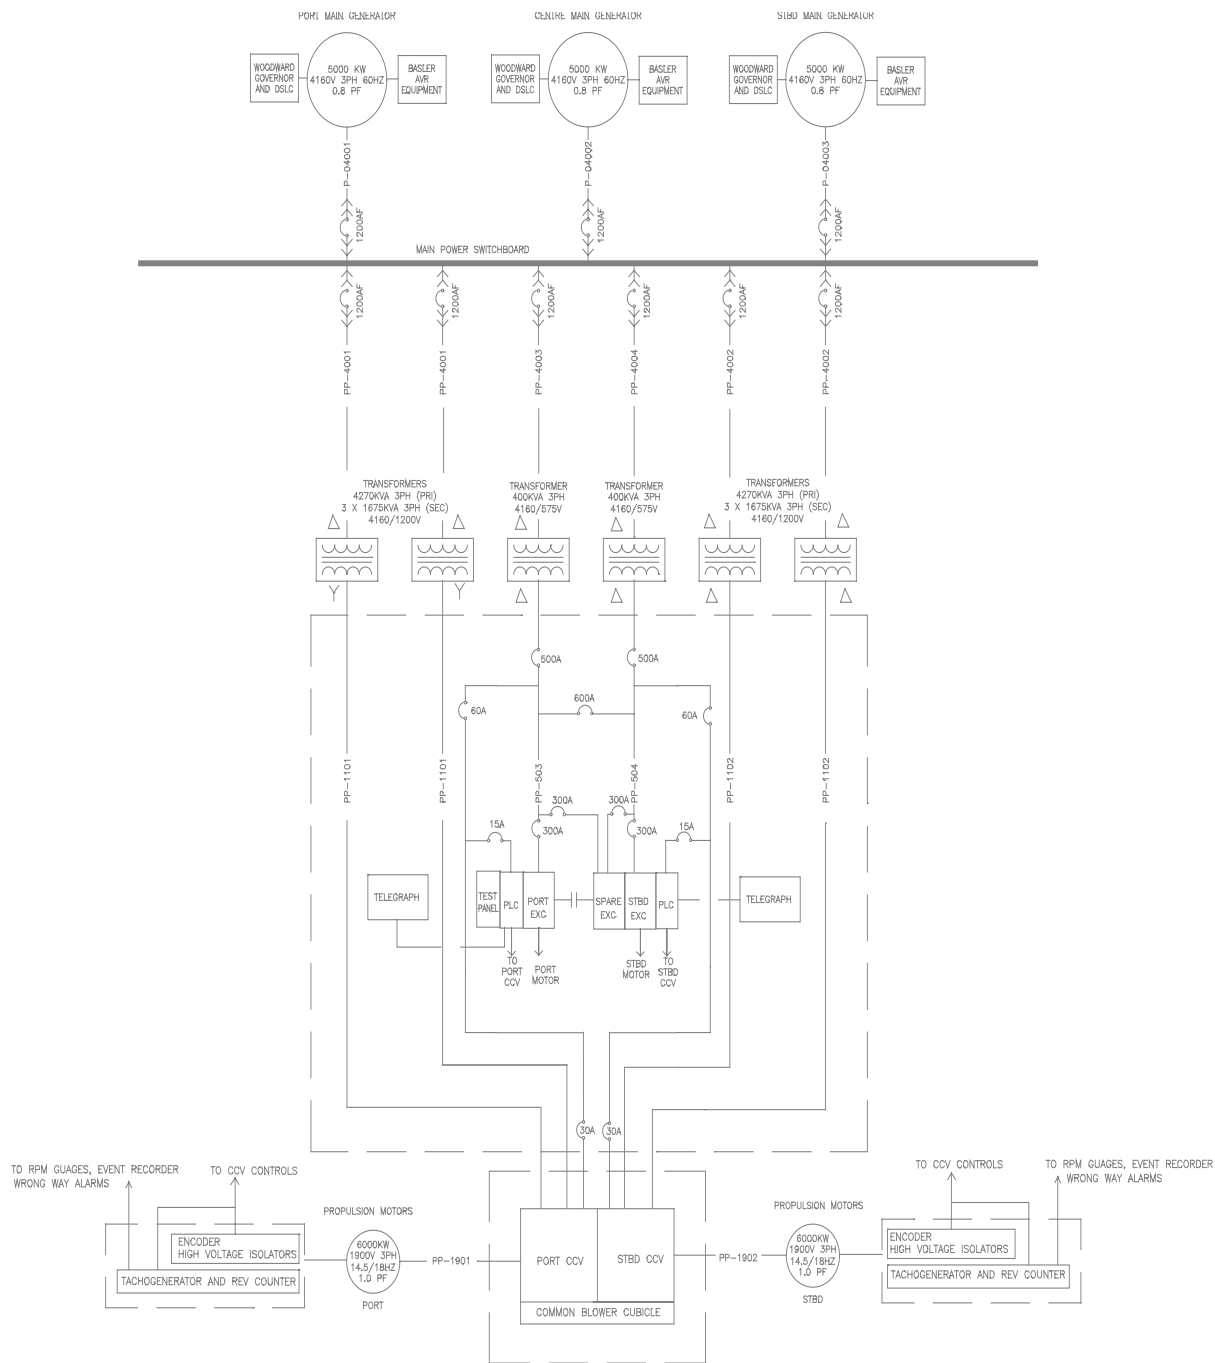 PORT MAIN GENERATOR
CENTRE MAIN GENERATOR
STBD MAIN GENERATOR
WOODWARD
GOVERNOR
AND DSLC
5000 KW
4160V 3PH 60HZ
0.8 PF
BASLER
AVR
EQUIPMENT
WOODWARD
GOVERNOR
AND DSLC
5000 KW
4160V 3PH 60HZ
0.8 PF
BASLER
AVR
EQUIPMENT
WOODWARD
GOVERNOR
AND DSLC
5000 KW
4160V 3PH 60HZ
0.8 PF
BASLER
AVR
EQUIPMENT
P-04001
P-04002
P-04003
1200AF
1200AF
1200AF
MAIN POWER SWITCHBOARD
1200AF
1200AF
1200AF
1200AF
1200AF
1200AF
PP-4001
PP-4001
PP-4003
PP-4004
PP-4002
PP-4002
TRANSFORMERS
4270KVA 3PH (PRI)
3 X 1675KVA 3PH (SEC)
4160/1200V
TRANSFORMER
400KVA 3PH
4160/575V
TRANSFORMER
400KVA 3PH
4160/575V
TRANSFORMERS
4270KVA 3PH (PRI)
3 X 1675KVA 3PH (SEC)
4160/1200V
500A
500A
600A
60A
60A
PP-1101
PP-1101
PP-503
PP-504
PP-1102
PP-1102
300A
300A
15A
300A
300A
15A
TELEGRAPH
TEST
PANEL
PLC
PORT
EXC
SPARE
EXC
STBD
EXC
PLC
TELEGRAPH
TO
PORT
CCV
PORT
MOTOR
STBD
MOTOR
TO
STBD
CCV
30A
30A
TO RPM GUAGES, EVENT RECORDER
WRONG WAY ALARMS
TO CCV CONTROLS
TO CCV CONTROLS
TO RPM GUAGES, EVENT RECORDER
WRONG WAY ALARMS
PROPULSION MOTORS
PROPULSION MOTORS
ENCODER
HIGH VOLTAGE ISOLATORS
TACHOGENERATOR AND REV COUNTER
6000KW
1900V 3PH
14.5/18HZ
1.0 PF
PORT
PP-1901
PORT CCV
STBD CCV
COMMON BLOWER CUBICLE
PP-1902
6000KW
1900V 3PH
14.5/18HZ
1.0 PF
STBD
ENCODER
HIGH VOLTAGE ISOLATORS
TACHOGENERATOR AND REV COUNTER